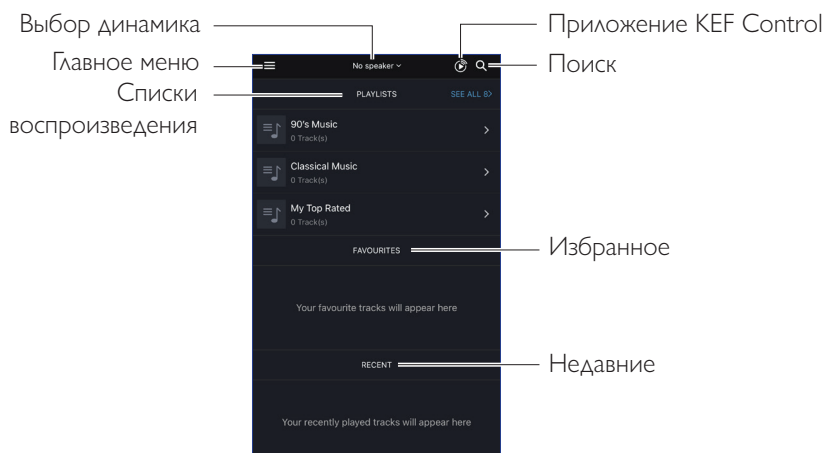 Выбор динамика
Приложение KEF Control
Главное меню
Поиск
Списки
воспроизведения
No speaker
PLAYLISTS
SEE ALL 8>
90's Music
0 Track(s)
Classical Music
0 Track(s)
My Top Rated
0 Track(s)
FAVOURITES
Избранное
Your favourite tracks will appear here
RECENT
Недавние
Your recently played tracks will appear here